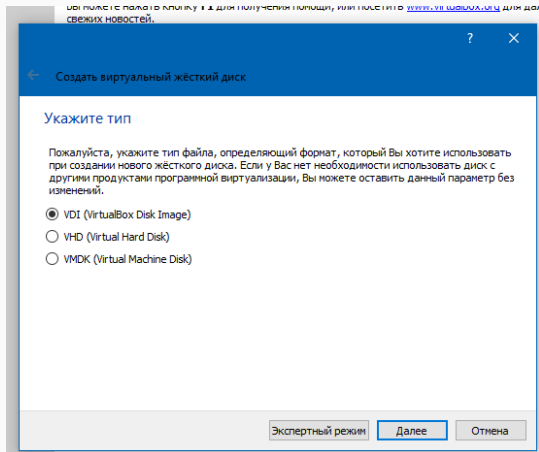 Вы можете нажать кнопку F1 для получения помощи, или посетить www.virtualbox.org для да
свежих новостей.
?
Создать виртуальный жёсткий диск
Укажите тип
Пожалуйста, укажите тип файла, определяющий формат, который Вы хотите использовать
при создании нового жёсткого диска. Если у Вас нет необходимости использовать диск с
другими продуктами программной виртуализации, Вы можете оставить данный параметр без
изменений.
VDI (VirtualBox Disk Image)
VHD (Virtual Hard Disk)
VMDK (Virtual Machine Disk)
Экспертный режим Далее Отмена